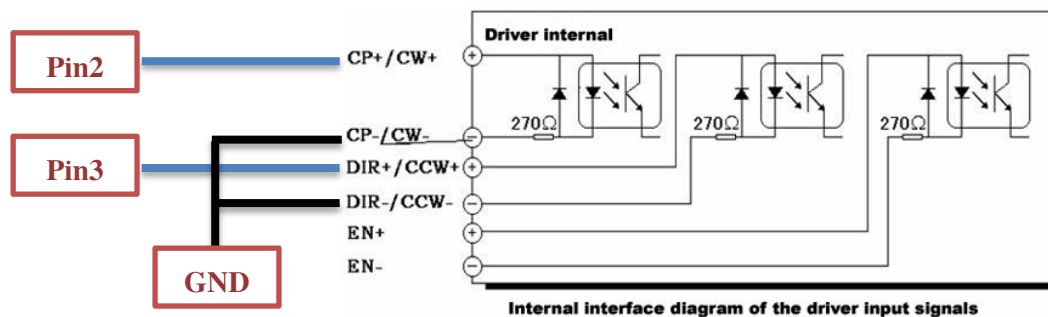 Driver internal
Pin2
CP+/CW+
CP-/CW-
270Ω
270Ω
270Ω
Pin3
DIR+/CCW+
DIR-/CCW-
EN+
GND
EN-
Internal interface diagram of the driver input signals